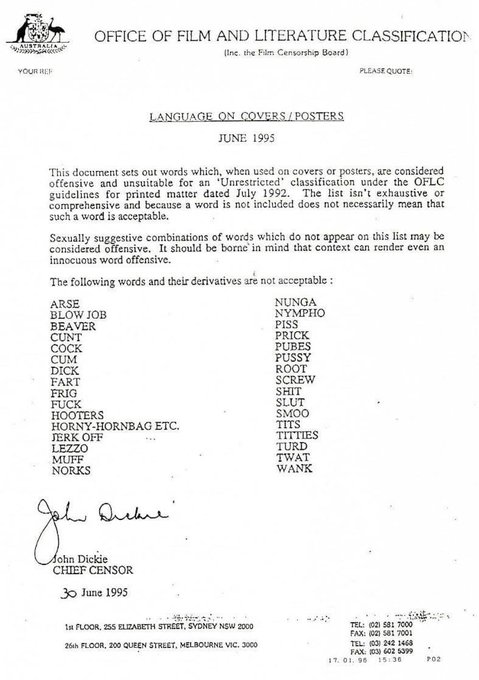 AUSTRALIA
OFFICE OF FILM AND LITERATURE CLASSIFICATION
(Inc. the Film Censorship Board)
YOUR REF
PLEASE QUOTE:
LANGUAGE ON COVERS/POSTERS
JUNE 1995
This document sets out words which, when used on covers or posters, are considered
offensive and unsuitable for an 'Unrestricted' classification under the OFLC
guidelines for printed matter dated July 1992. The list isn't exhaustive or
comprehensive and because a word is not included does not necessarily mean that
such a word is acceptable.
Sexually suggestive combinations of words which do not appear on this list may be
considered offensive. It should be borne in mind that context can render even an
innocuous word offensive.
The following words and their derivatives are not acceptable :
ARSE
BLOW JOB
BEAVER
CUNT
COCK
CUM
DICK
FART
FRIG
FUCK
HOOTERS
HORNY-HORNBAG ETC.
JERK OFF
LEZZO
MUFF
NORKS
NUNGA
NYMPHO
PISS
PRICK
PUBES
PUSSY
ROOT
SCREW
SHIT
SLUT
SMOO
TITS
TITTIES
TURD
TWAT
WANK
John Dickie
John Dickie
CHIEF CENSOR
30 June 1995
1st FLOOR, 255 ELIZABETH STREET, SYDNEY NSW 2000
26th FLOOR, 200 QUEEN STREET, MELBOURNE VIC. 3000
TEL: (02) 581 7000
FAX: (02) 581 7001
TEL: (03) 242 1468
FAX: (03) 602 5399
17.01.96 15:36 P02